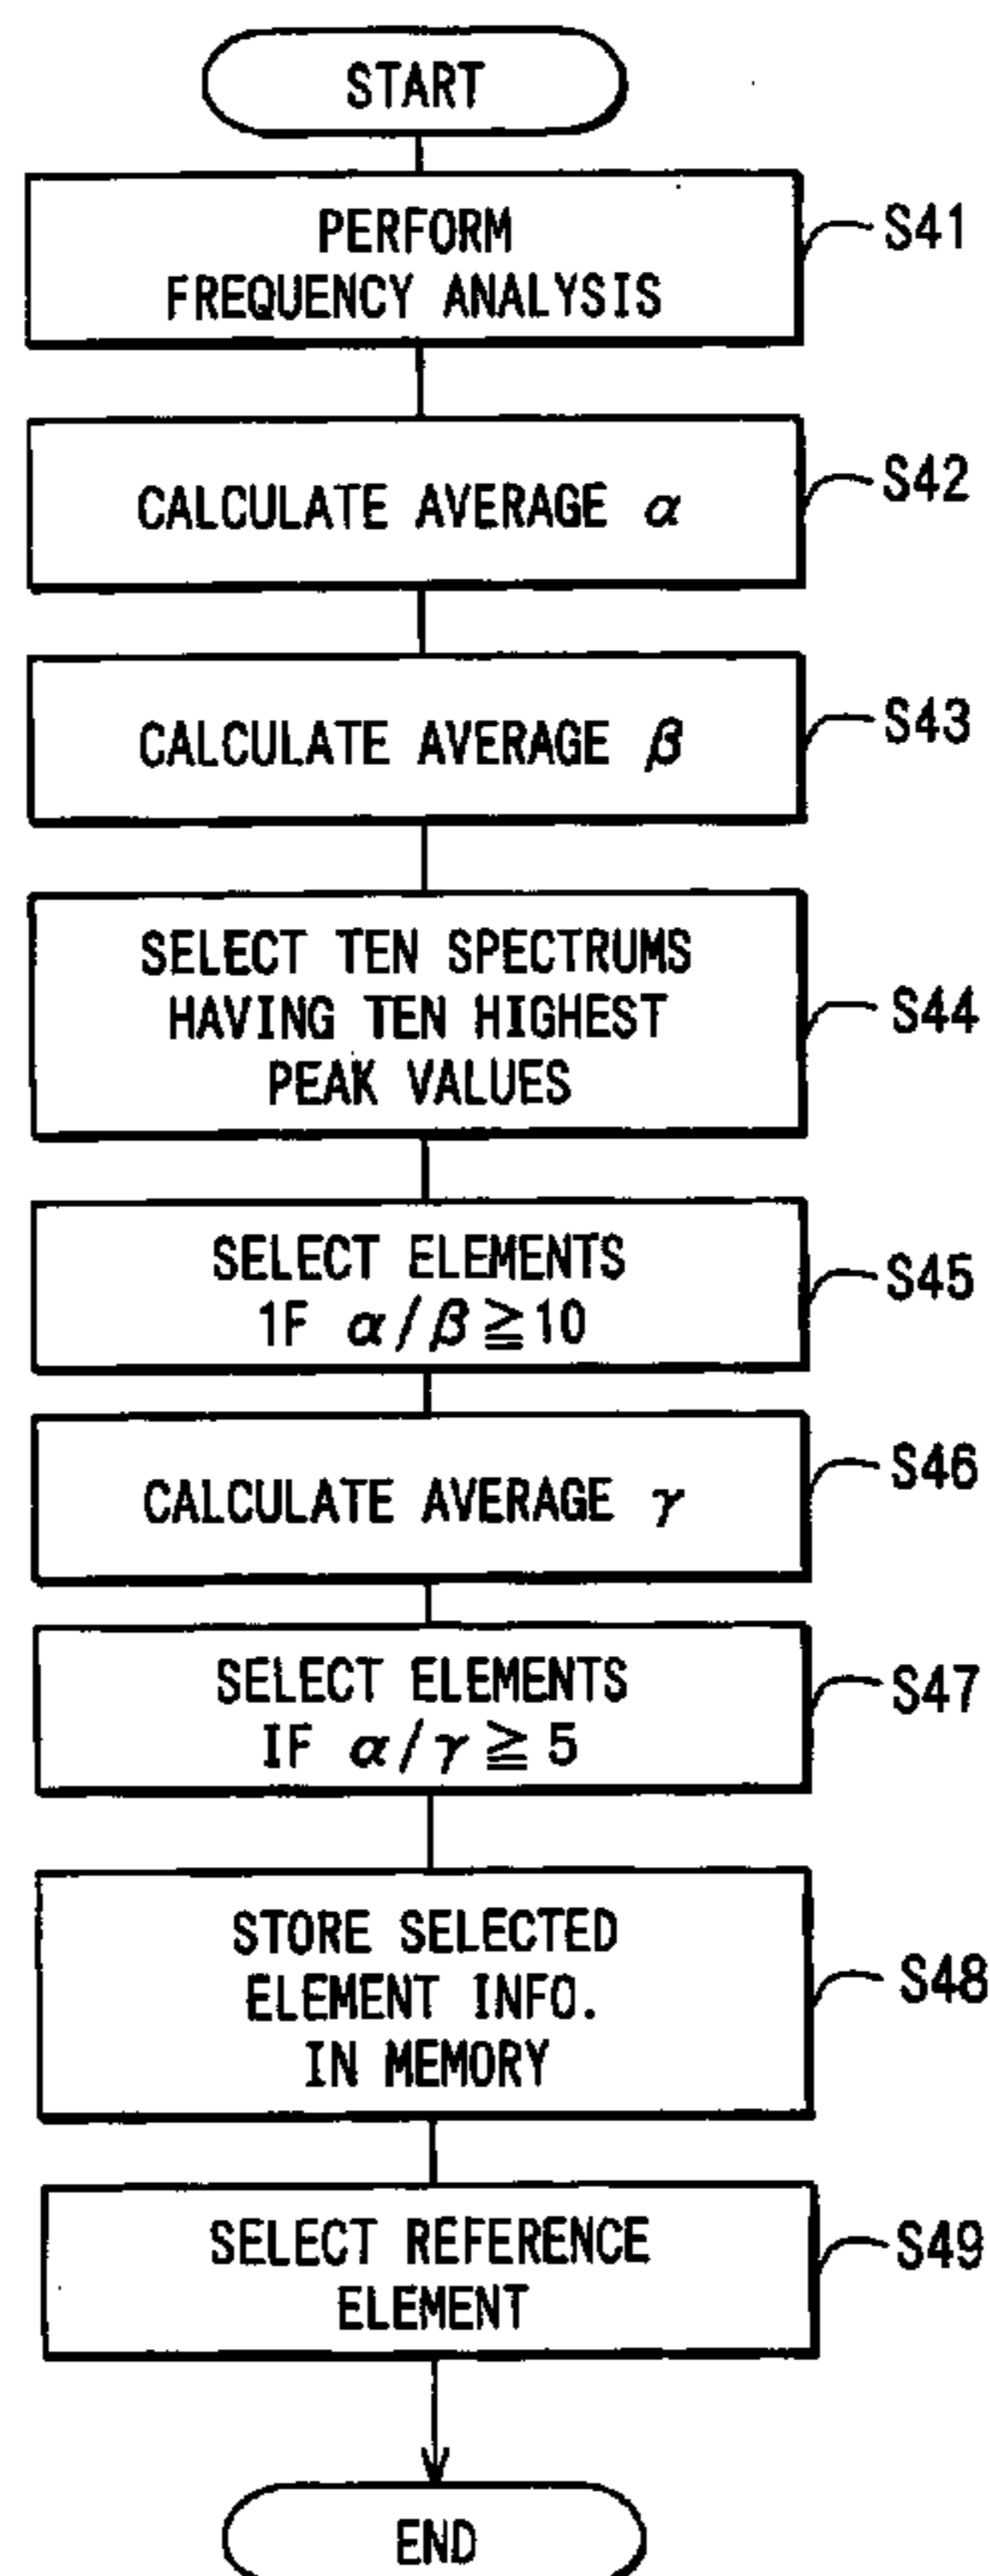 START
PERFORM
FREQUENCY ANALYSIS
S41
CALCULATE AVERAGE α
S42
CALCULATE AVERAGE β
S43
SELECT TEN SPECTRUMS
HAVING TEN HIGHEST
PEAK VALUES
S44
SELECT ELEMENTS
1F α/β≧10
S45
CALCULATE AVERAGE γ
S46
SELECT ELEMENTS
IF α/γ≧5
S47
STORE SELECTED
ELEMENT INFO.
IN MEMORY
S48
SELECT REFERENCE
ELEMENT
S49
END